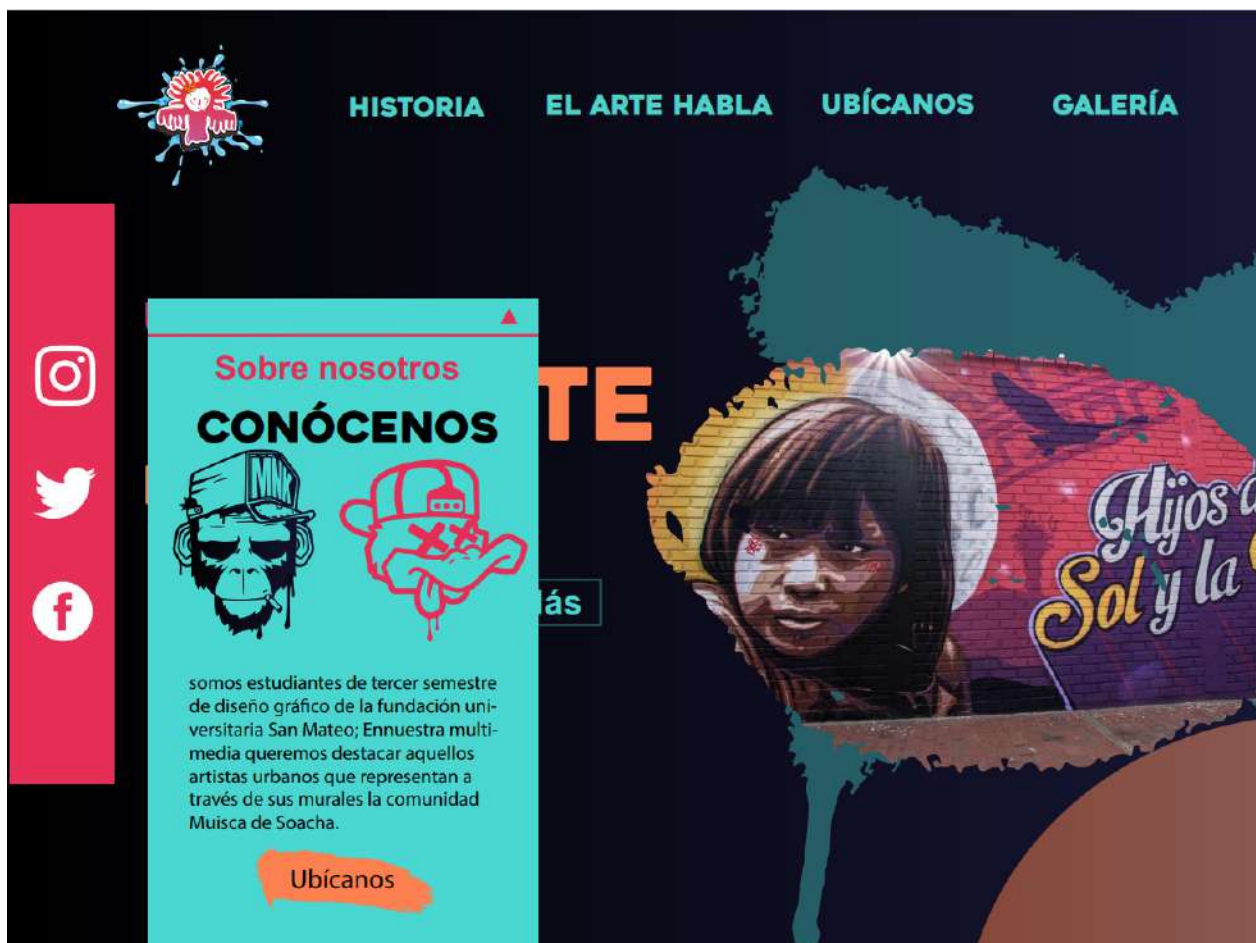 HISTORIA
EL ARTE HABLA
UBÍCANOS
GALERÍA
Sobre nosotros
CONÓCENOS
MNK
TE
ás
Hijos
Sol y la
somos estudiantes de tercer semestre
de diseño gráfico de la fundación uni-
versitaria San Mateo; Ennuestra multi-
media queremos destacar aquellos
artistas urbanos que representan a
través de sus murales la comunidad
Muisca de Soacha.
Ubícanos